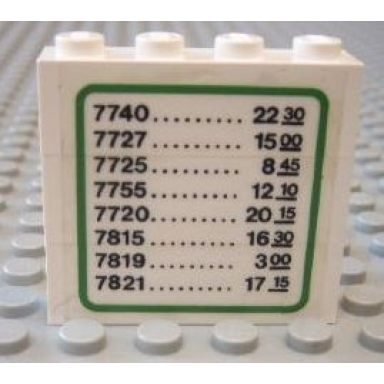 7740......... 22 30
7727......... 15 00
7725......... 8 45
7755......... 12 10
7720......... 20 15
7815......... 16 30
7819......... 3 00
7821......... 17 15